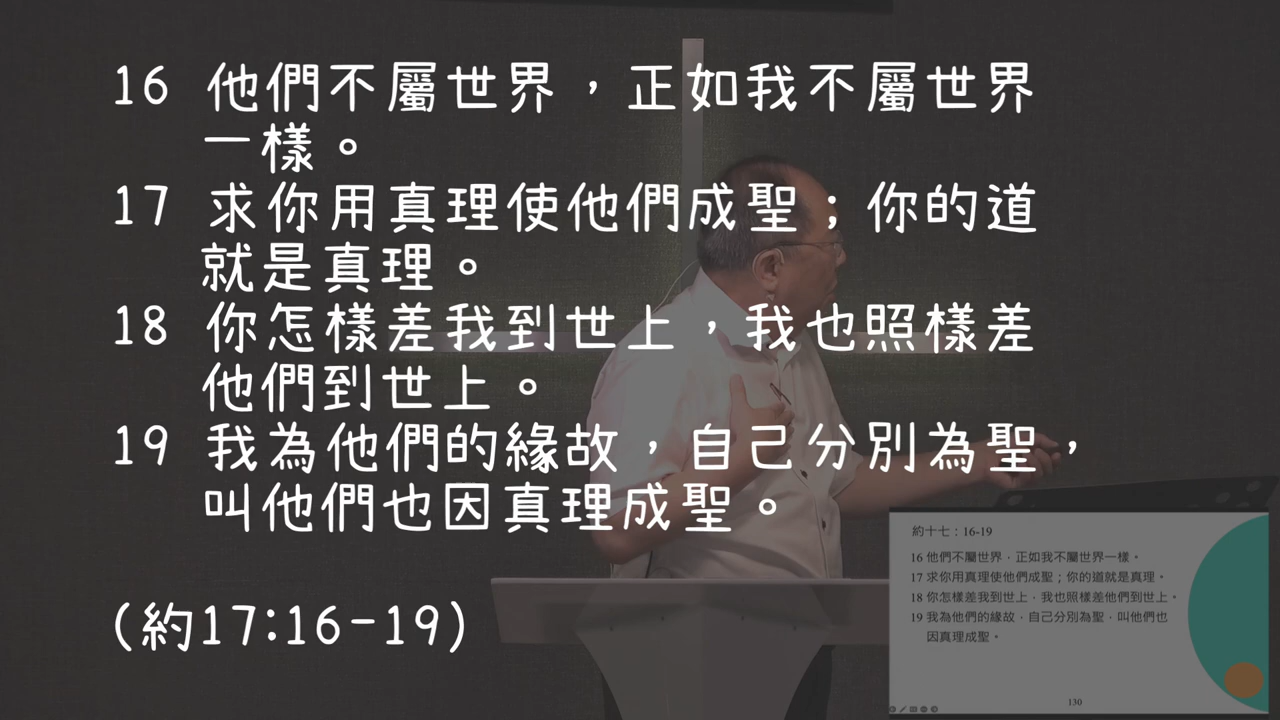 16 他們不屬世界，正如我不屬世界
一樣。
17 求你用真理使他們成聖；你的道
就是真理。
18 你怎樣差我到世上，我也照樣差
他們到世上。
19 我為他們的緣故，自己分別為聖，
叫他們也因真理成聖。
(約17:16-19)
約十七：16-19
16 他們不屬世界，正如我不屬世界一樣。
17 求你用真理使他們成聖；你的道就是真理。
18 你怎樣差我到世上，我也照樣差他們到世上。
19 我為他們的緣故，自己分別為聖，叫他們也
因真理成聖。
130